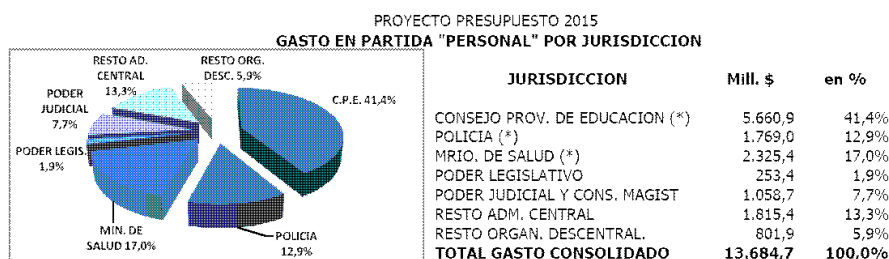 PROYECTO PRESUPUESTO 2015
GASTO EN PARTIDA "PERSONAL" POR JURISDICCION
RESTO AD.
CENTRAL
13,3%
RESTO ORG.
DESC. 5,9%
C.P.E. 41,4%
PODER
JUDICIAL
7,7%
PODER LEGIS.
1,9%
MIN. DE
SALUD 17,0%
POLICIA
12,9%
JURISDICCION Mill. $ en %
CONSEJO PROV. DE EDUCACION (*) 5.660,9 41,4%
POLICIA (*) 1.769,0 12,9%
MRIO. DE SALUD (*) 2.325,4 17,0%
PODER LEGISLATIVO 253,4 1,9%
PODER JUDICIAL Y CONS. MAGIST 1.058,7 7,7%
RESTO ADM. CENTRAL 1.815,4 13,3%
RESTO ORGAN. DESCENTRAL. 801,9 5,9%
TOTAL GASTO CONSOLIDADO 13.684,7 100,0%